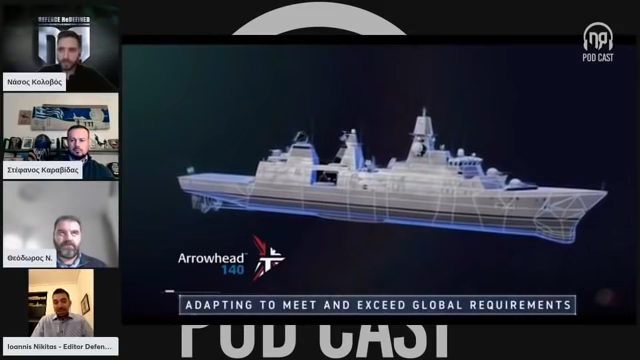 DEFENCE ReDEFiNED
Νάσος Κολοβός
Στέφανος Καραβίδας
Θεόδωρος Ν.
Ioannis Nikitas - Editor Defen...
POD CAST
Arrowhead
140
ADAPTING TO MEET AND EXCEED GLOBAL REQUIREMENTS
POD CAST